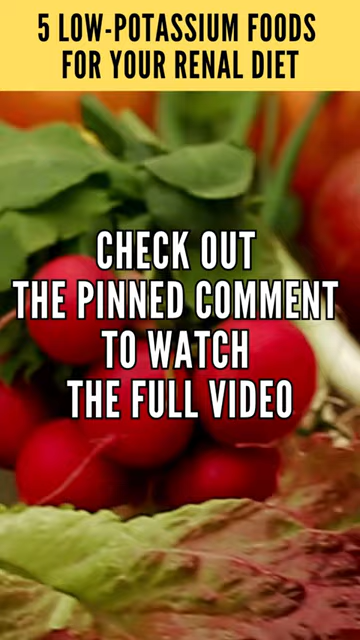 5 LOW-POTASSIUM FOODS
FOR YOUR RENAL DIET
CHECK OUT
THE PINNED COMMENT
TO WATCH
THE FULL VIDEO